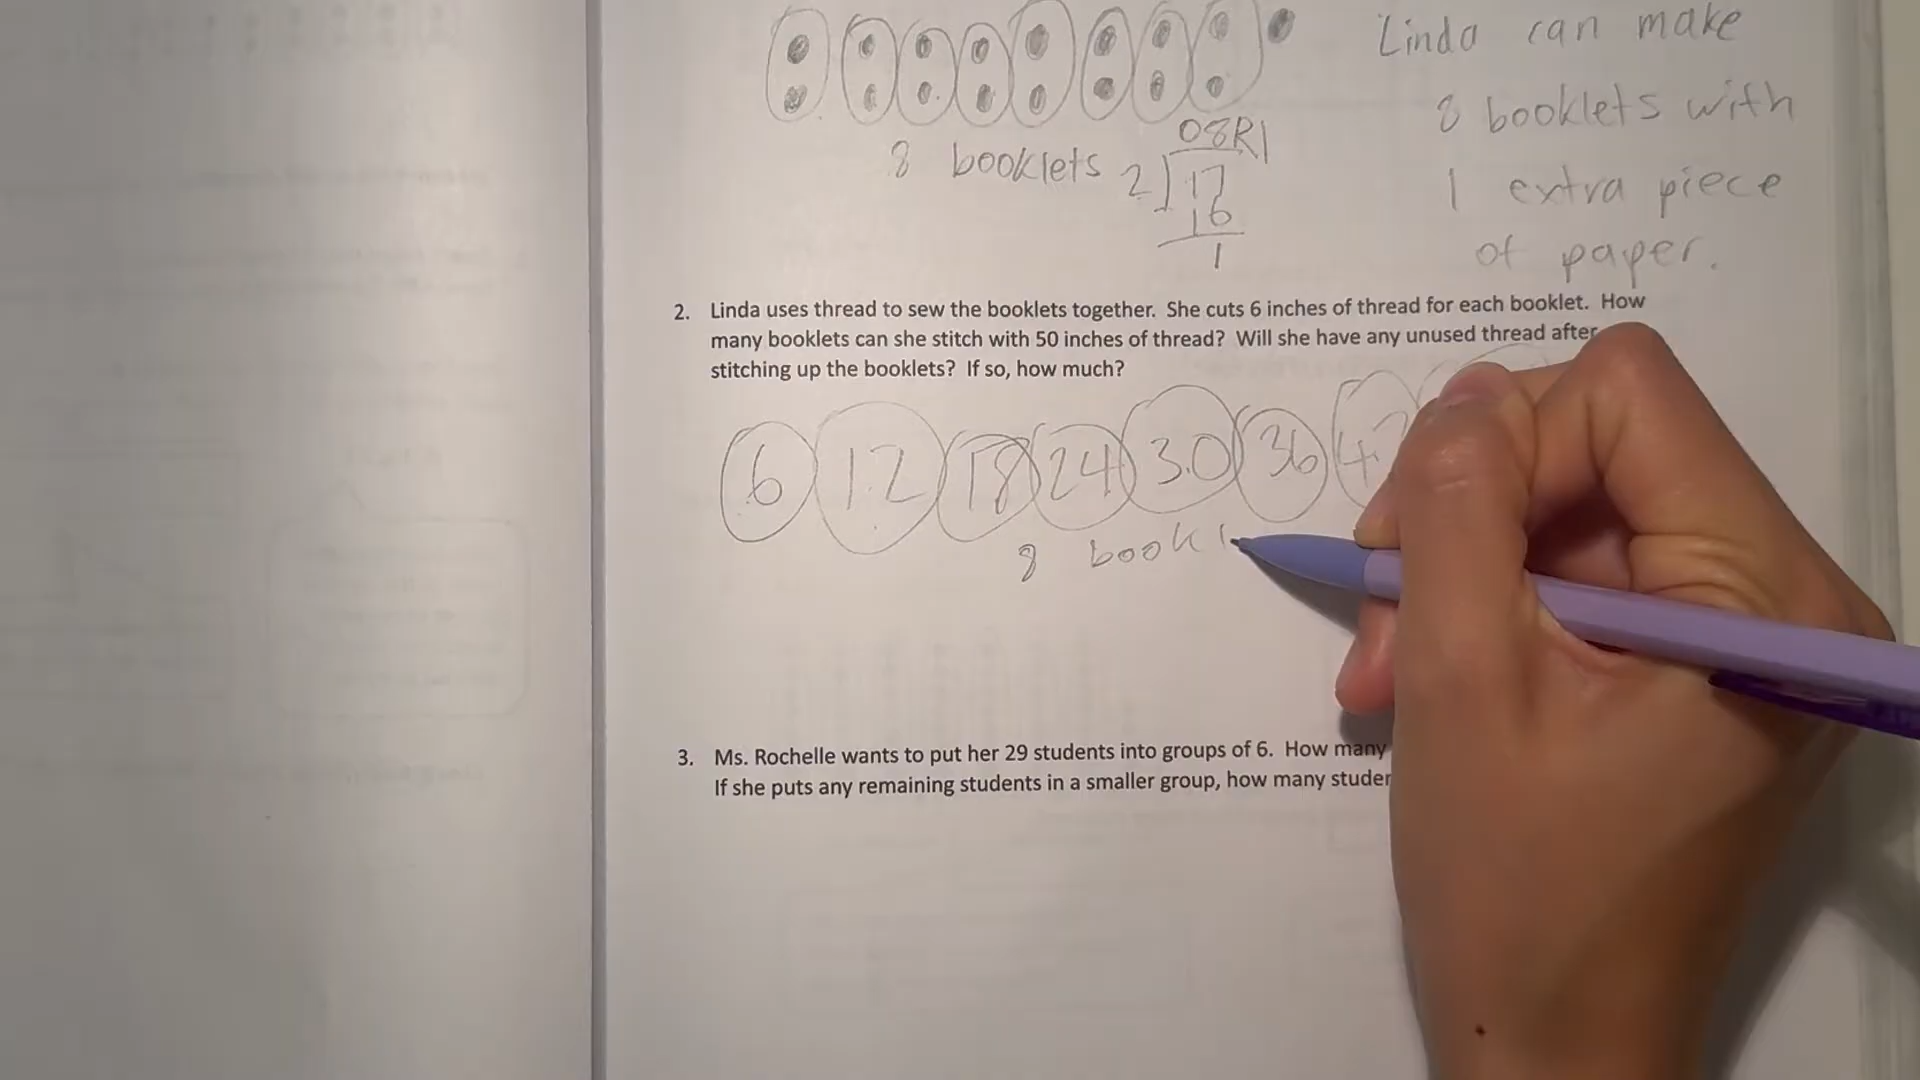 Linda can make
8 booklets with
1 extra piece
of paper.
8 booklets
08R1
2)17
16
1
2. Linda uses thread to sew the booklets together. She cuts 6 inches of thread for each booklet. How
many booklets can she stitch with 50 inches of thread? Will she have any unused thread after
stitching up the booklets? If so, how much?
6 12 18 24 30 36 42
8 bookl
3. Ms. Rochelle wants to put her 29 students into groups of 6. How many
If she puts any remaining students in a smaller group, how many